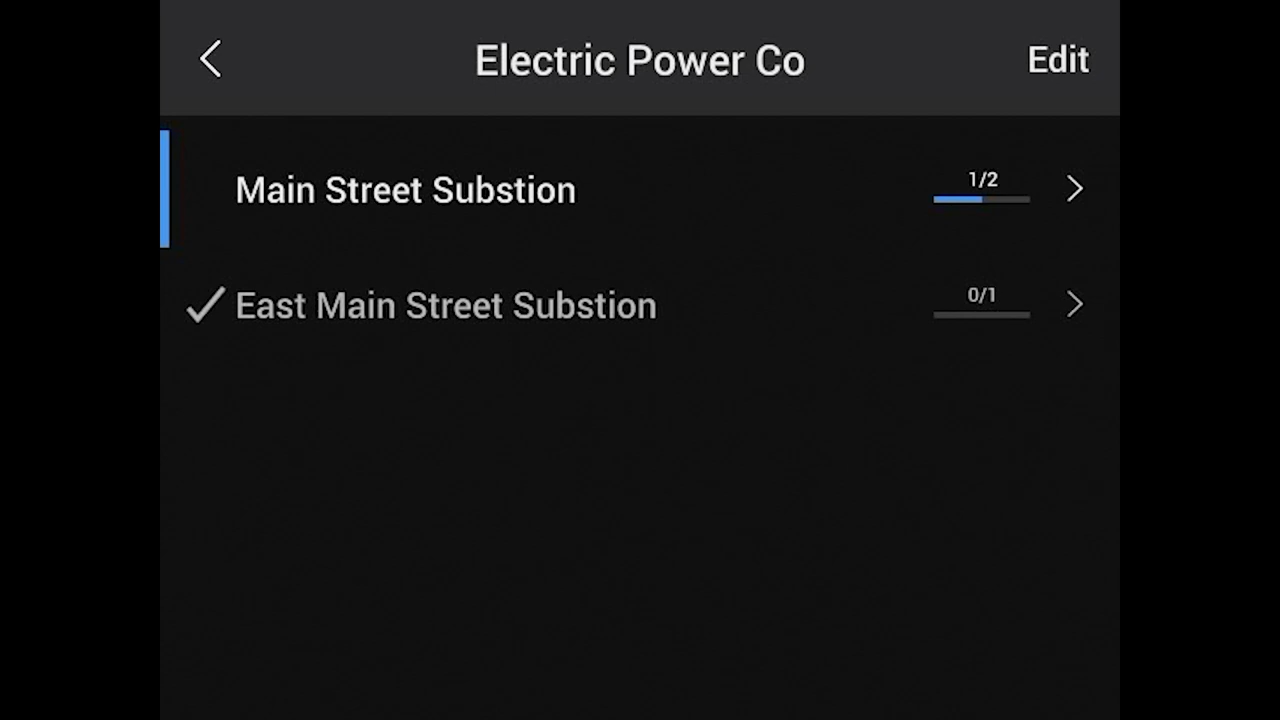 Electric Power Co
Edit
Main Street Substion
1/2
East Main Street Substion
0/1